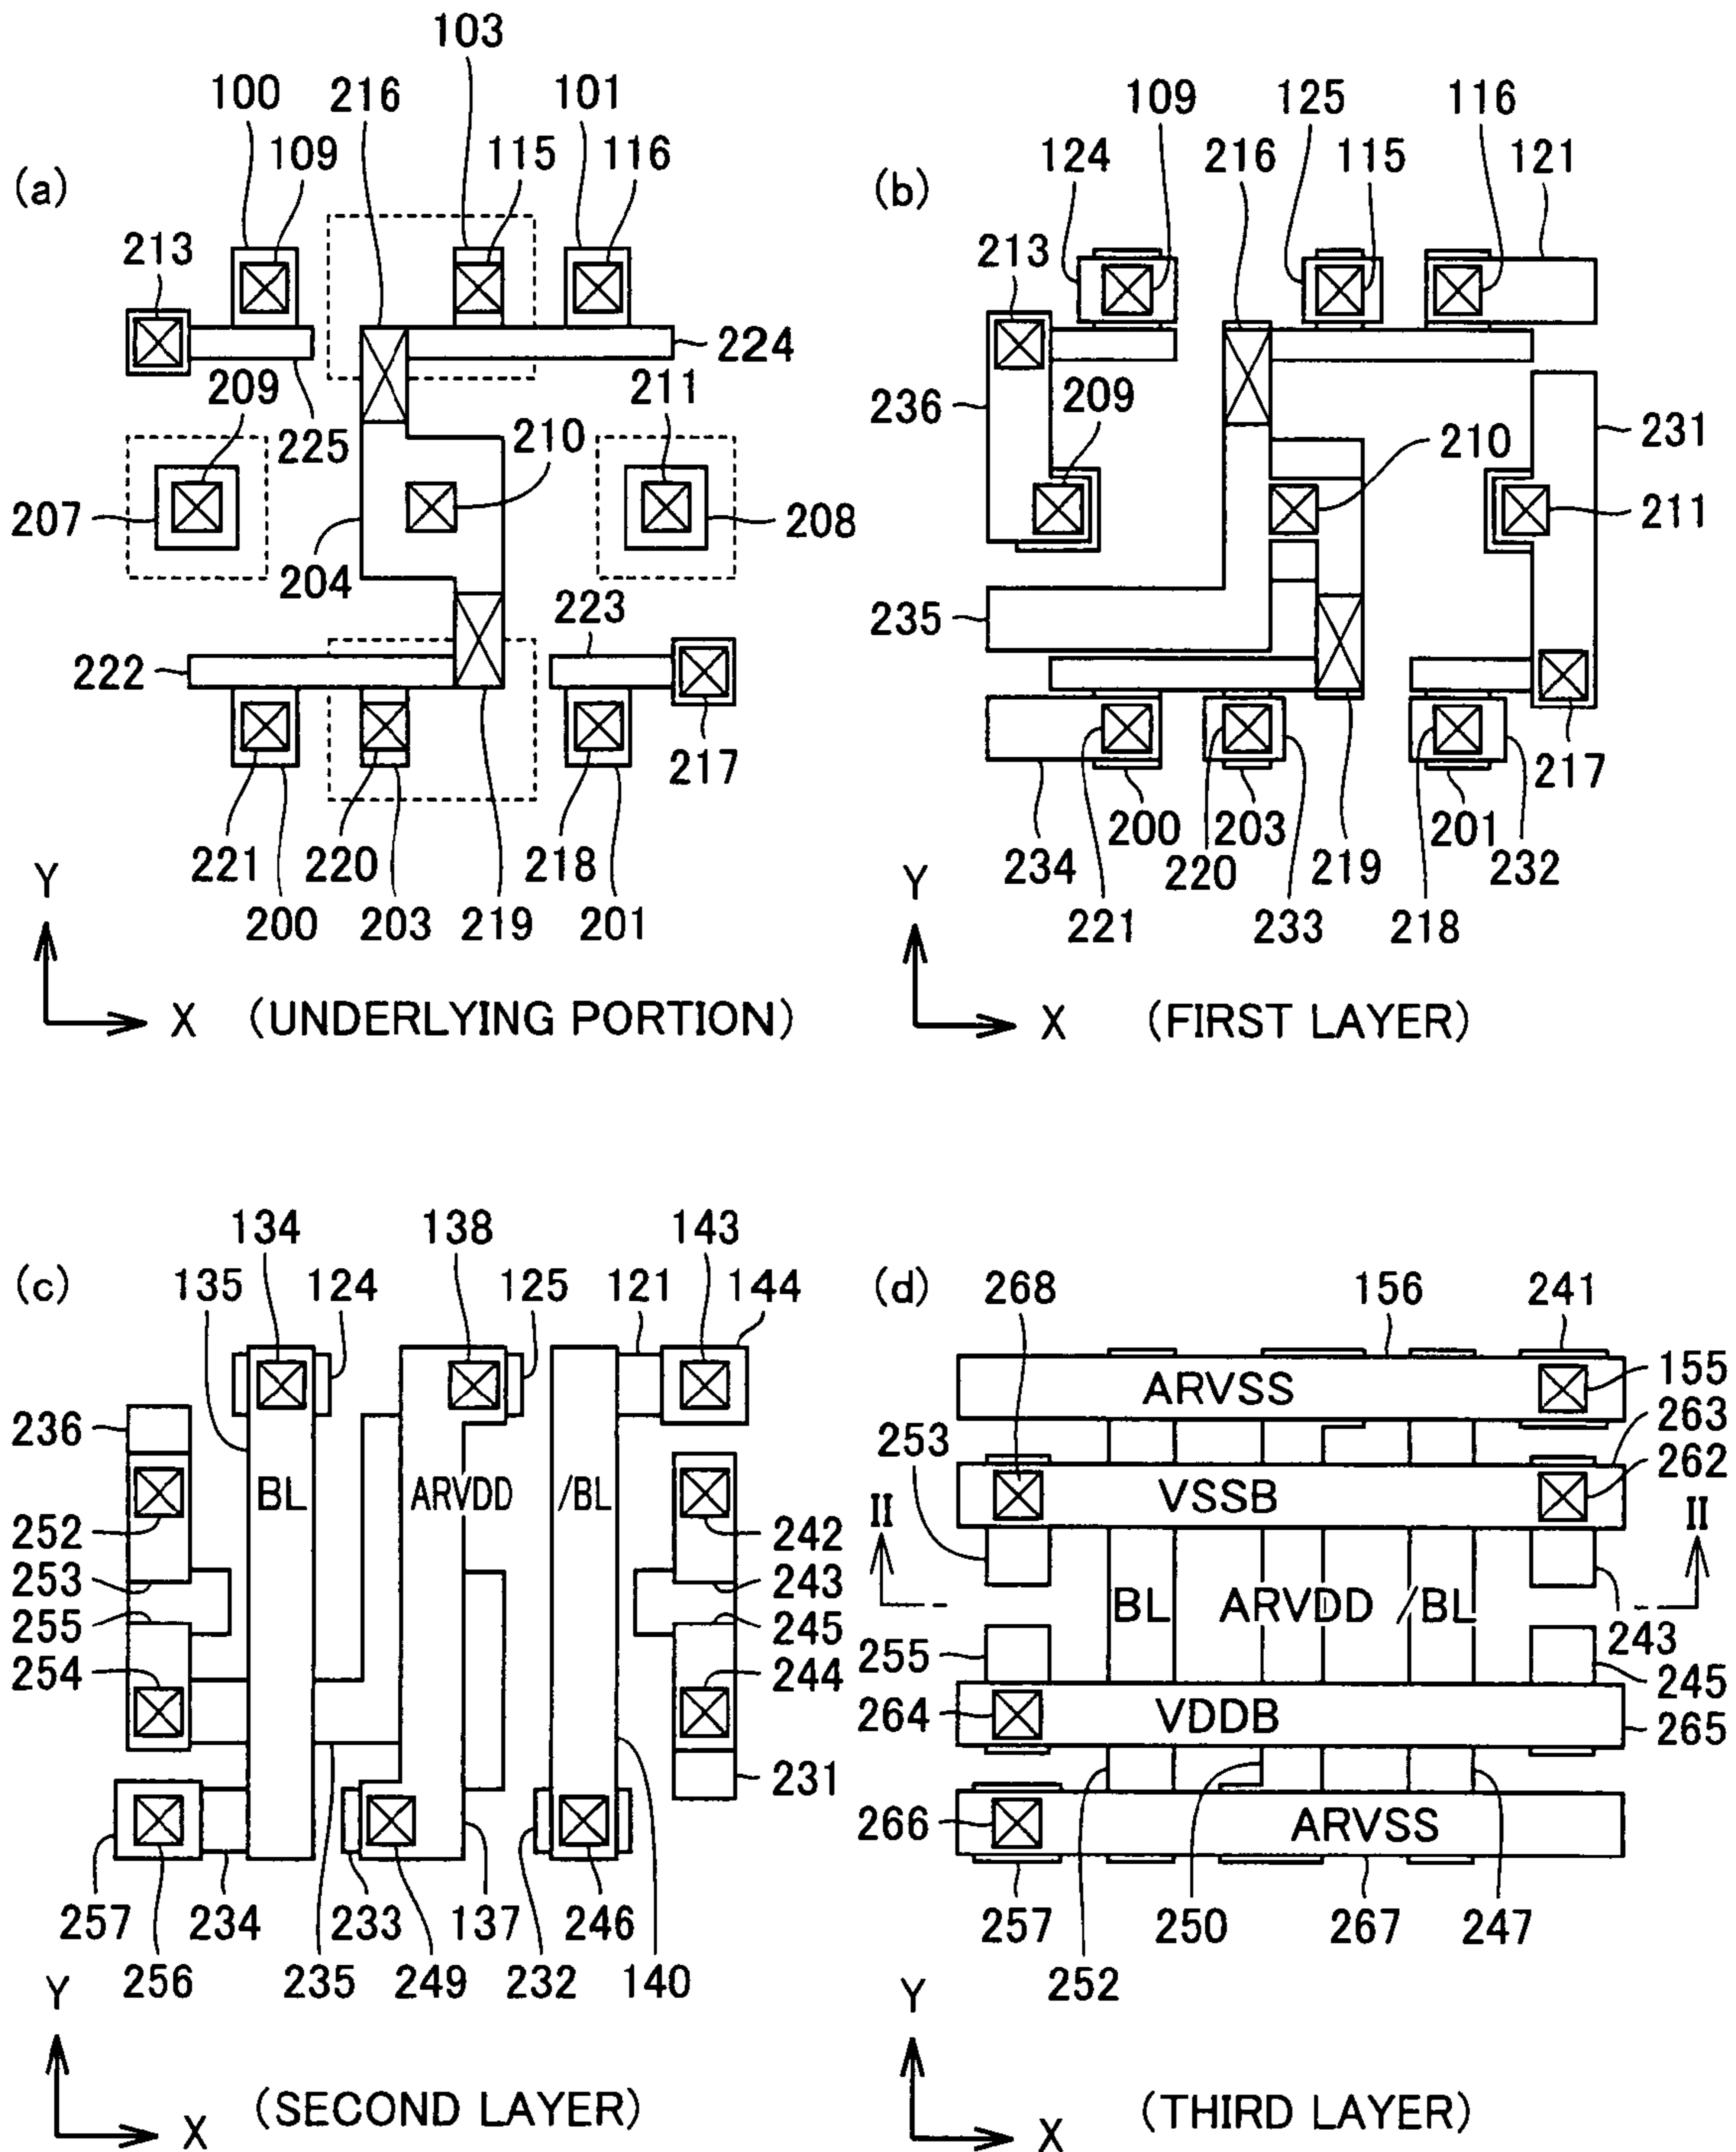 103
100 216 101
109 115 116
(a)
213
224
209 211
225 210
207 208
204
223
222
217
221 220 218
200 203 219 201
Y
X (UNDERLYING PORTION)
109 125 116
124 216 115 121
(b)
213
236 209 231
210
211
235
217
200 203 201
234 220 219 232
221 233 218
Y
X (FIRST LAYER)
134 138 143
(c)
135 124 125 121 144
236
BL ARVDD /BL
252 242
253 243
255 245
254 244
231
257 234 233 137 246
256 235 249 232 140
Y
X (SECOND LAYER)
(d)
268 156 241
ARVSS 155
263
253 VSSB 262
II II
BL ARVDD /BL
255 243
245
264 VDDB 265
266 ARVSS
257 250 267 247
252
Y
X (THIRD LAYER)